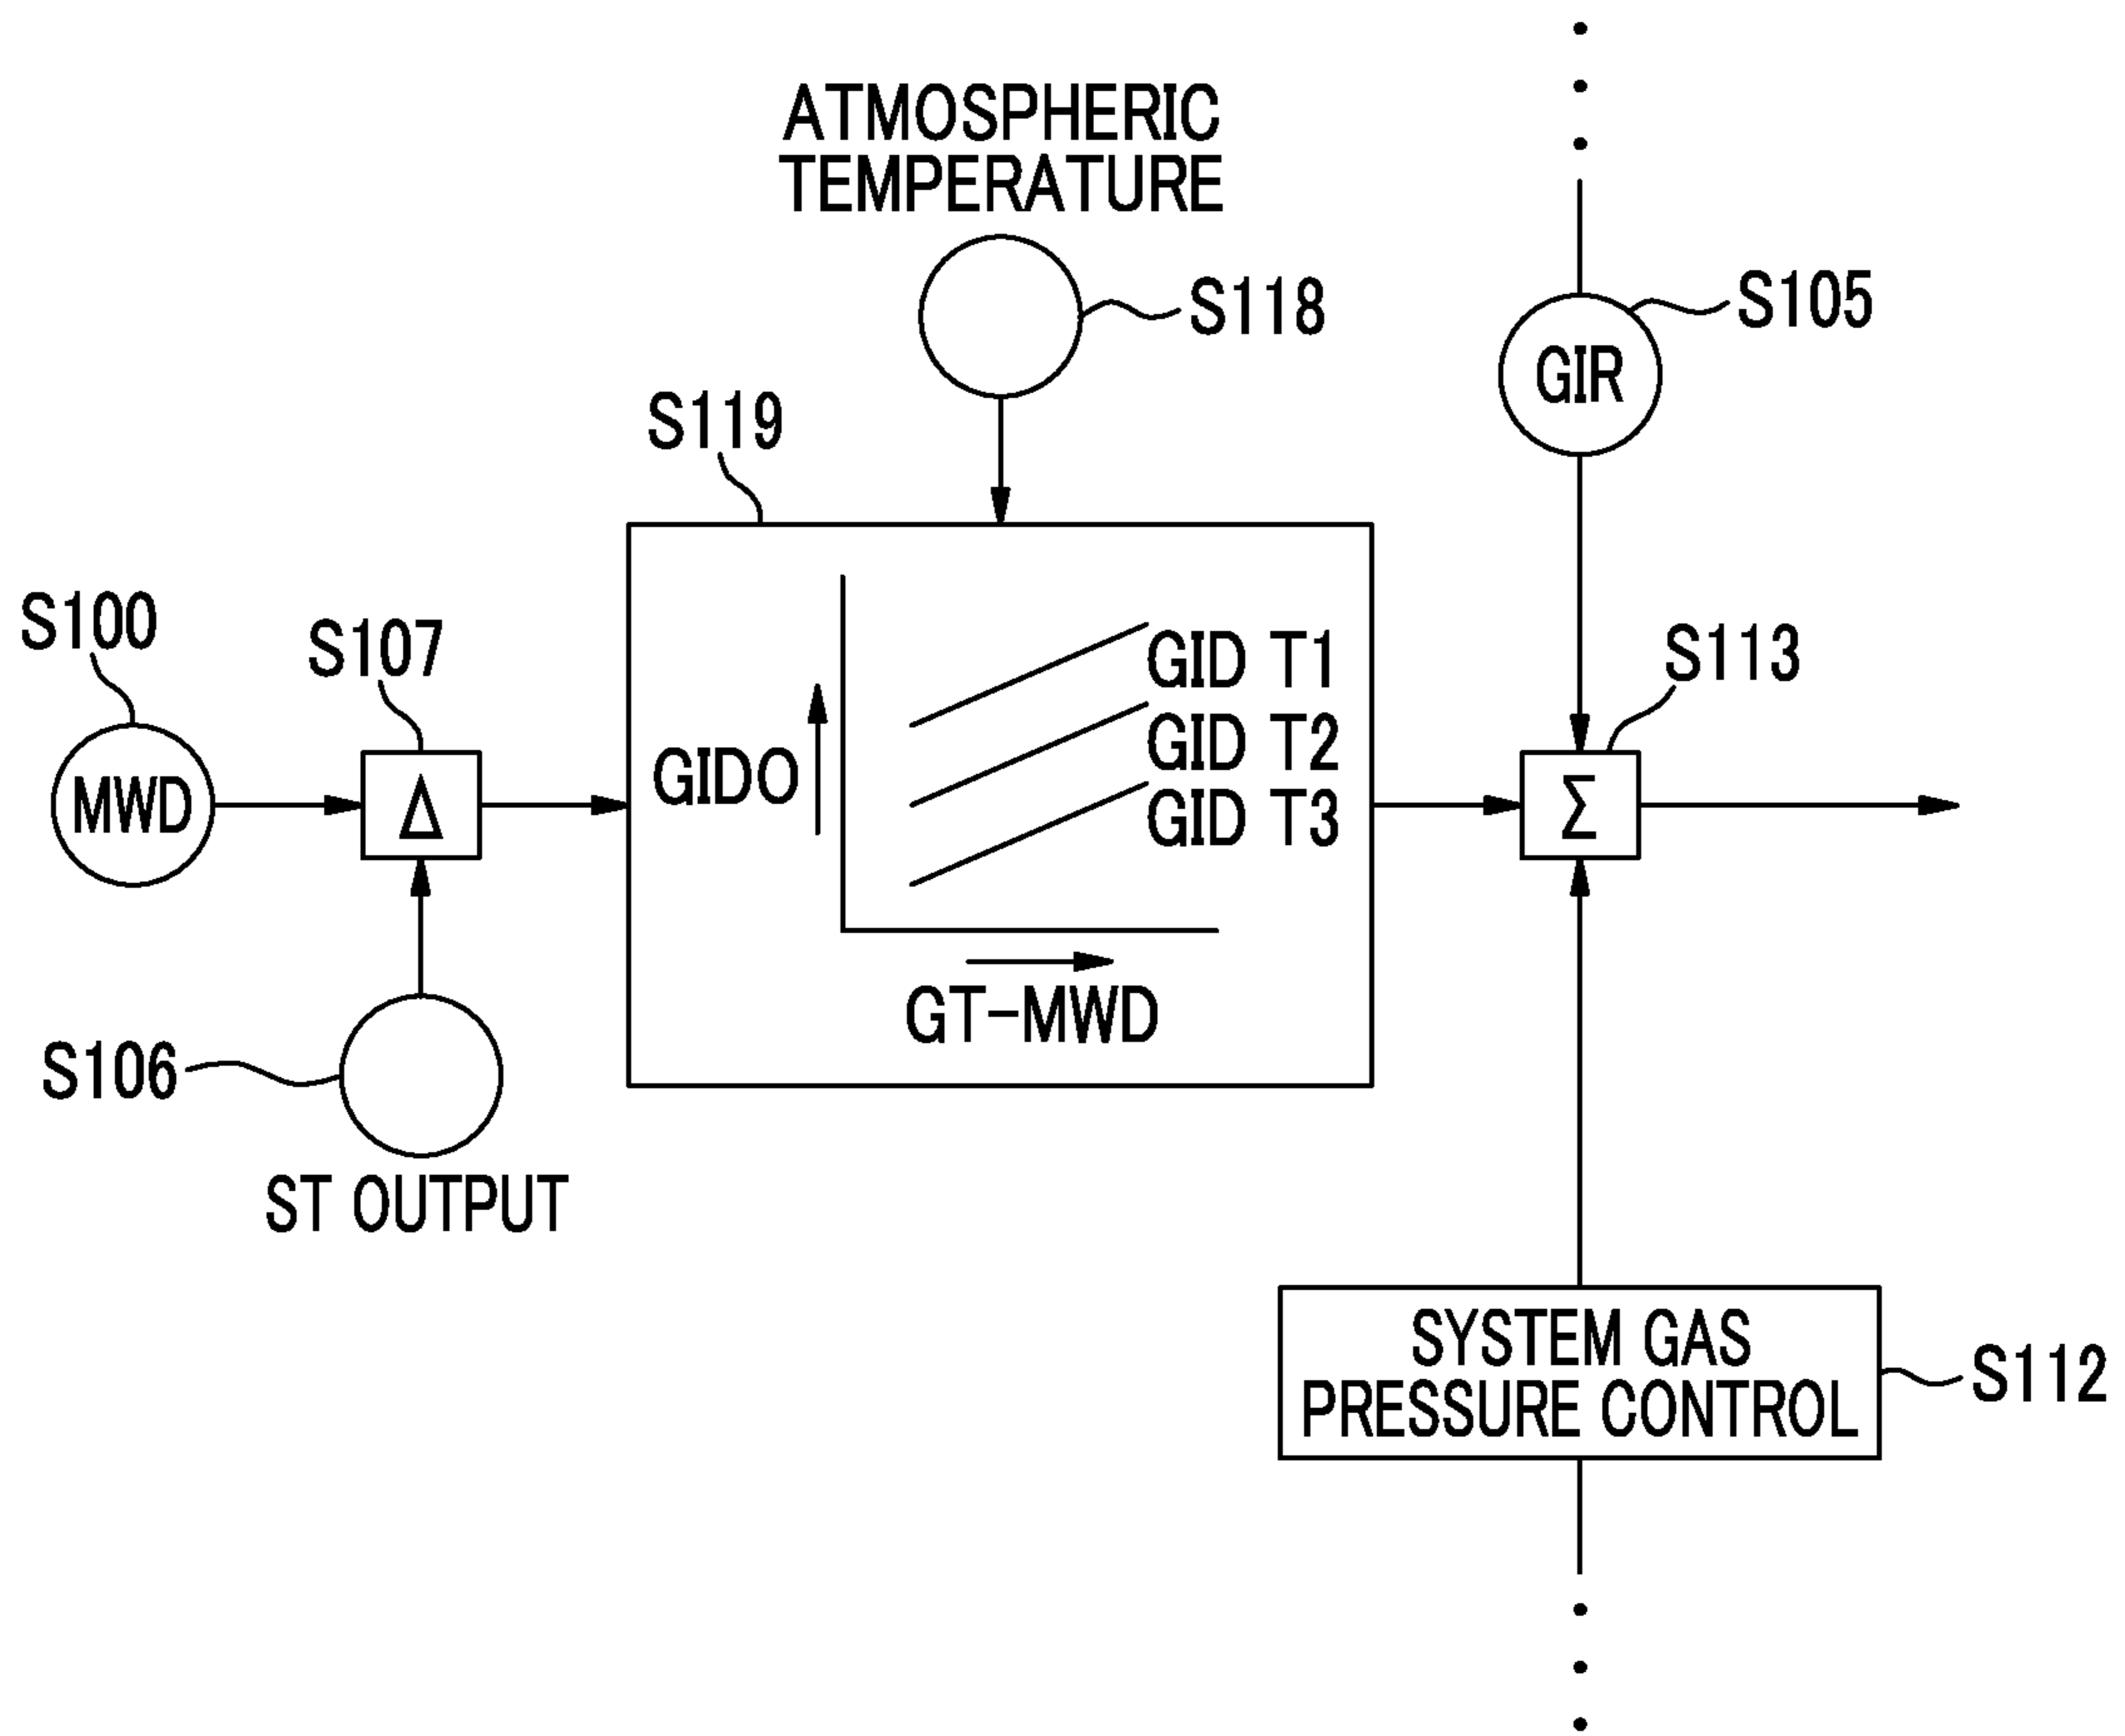 ATMOSPHERIC
TEMPERATURE
S118
S105
GIR
S119
S100
S107
S113
MWD
Δ
GIDO
GID T1
GID T2
GID T3
Σ
GT-MWD
S106
ST OUTPUT
SYSTEM GAS
PRESSURE CONTROL
S112